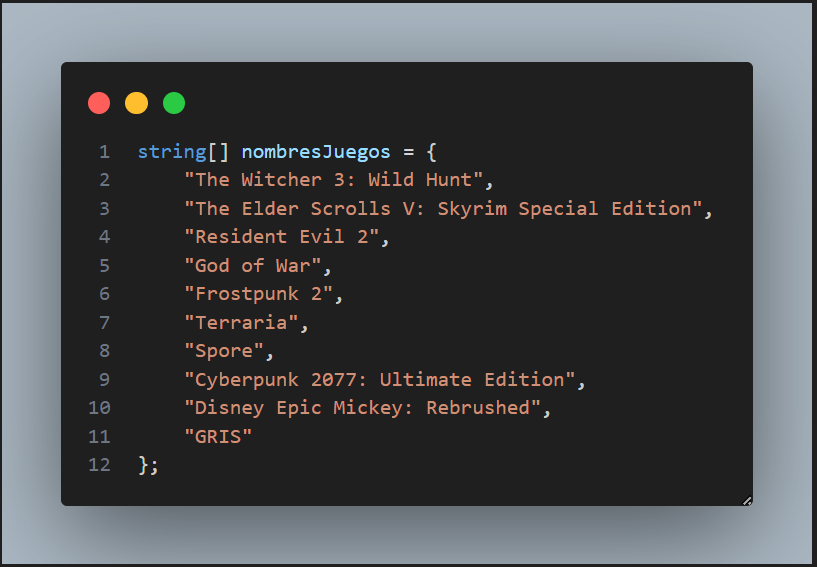 1 string[] nombresJuegos = {
2 "The Witcher 3: Wild Hunt",
3 "The Elder Scrolls V: Skyrim Special Edition",
4 "Resident Evil 2",
5 "God of War",
6 "Frostpunk 2",
7 "Terraria",
8 "Spore",
9 "Cyberpunk 2077: Ultimate Edition",
10 "Disney Epic Mickey: Rebrushed",
11 "GRIS"
12 };